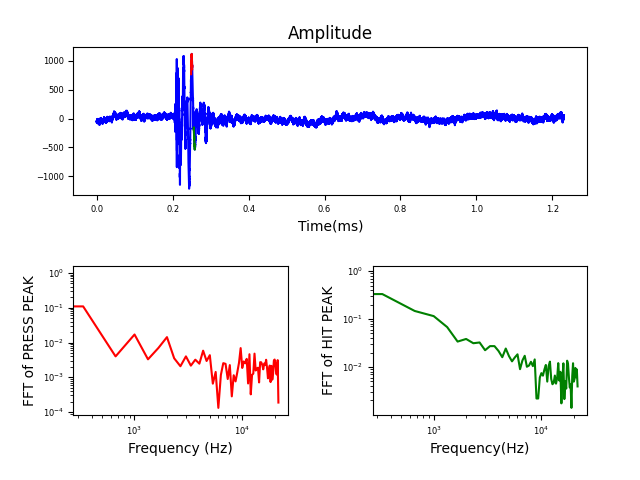 Amplitude
1000
500
0
−500
−1000
0.0 0.2 0.4 0.6 0.8 1.0 1.2
Time(ms)
FFT of PRESS PEAK
10⁰
10⁻¹
10⁻²
10⁻³
10⁻⁴
10³ 10⁴
Frequency (Hz)
FFT of HIT PEAK
10⁰
10⁻¹
10⁻²
10³ 10⁴
Frequency(Hz)